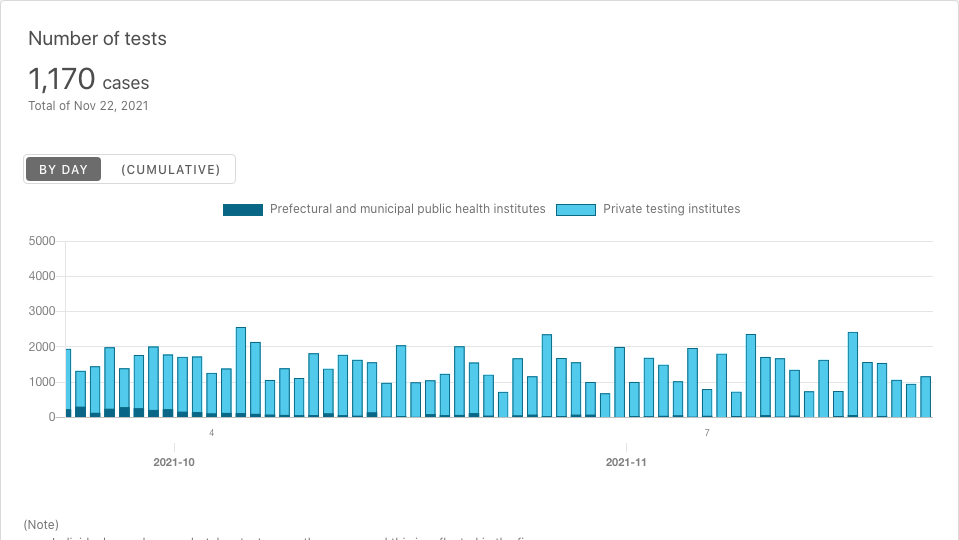 Number of tests
1,170 cases
Total of Nov 22, 2021
BY DAY (CUMULATIVE)
Prefectural and municipal public health institutes Private testing institutes
5000
4000
3000
2000
1000
0
4 7
2021-10 2021-11
(Note)